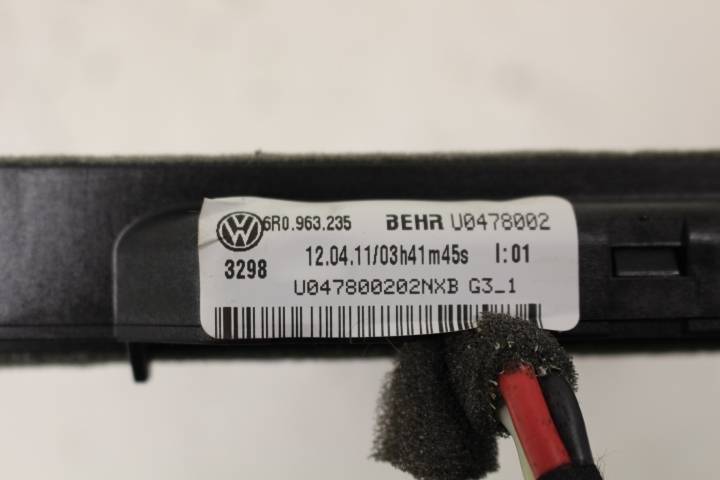 6R0.963.235 BEHR U0478002
3298 12.04.11/03h41m45s I:01
U047800202NXB G3_1